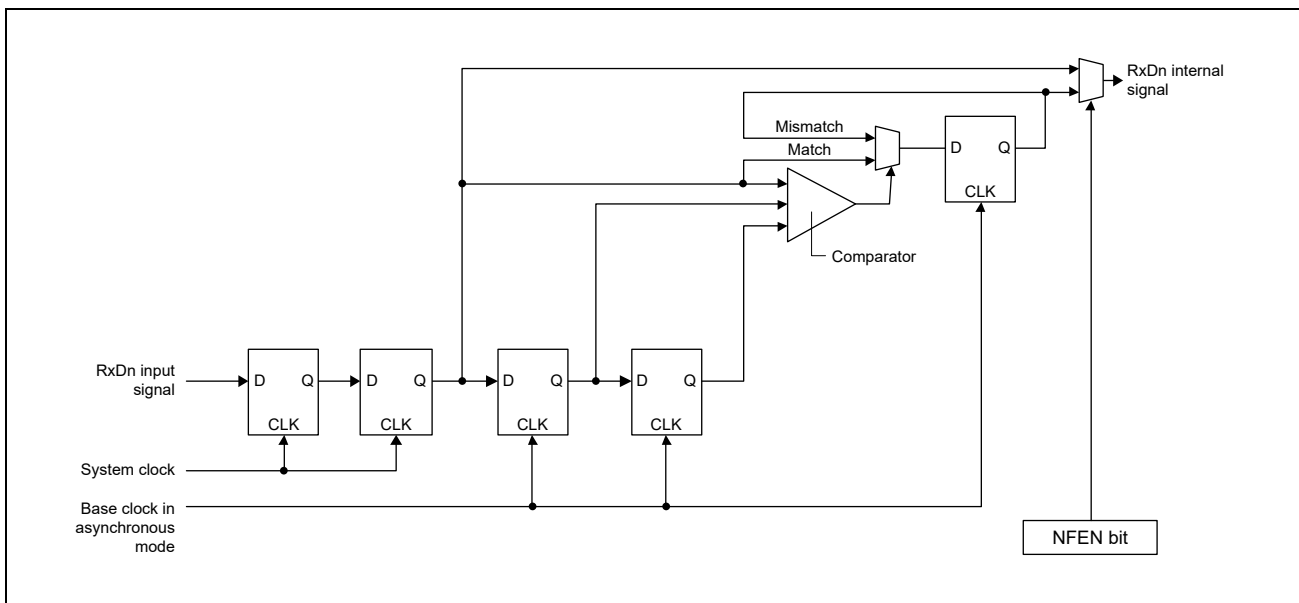 RxDn internal
signal
Mismatch
Match
D Q
CLK
Comparator
RxDn input
signal
D Q
CLK
D Q
CLK
D Q
CLK
D Q
CLK
System clock
Base clock in
asynchronous
mode
NFEN bit